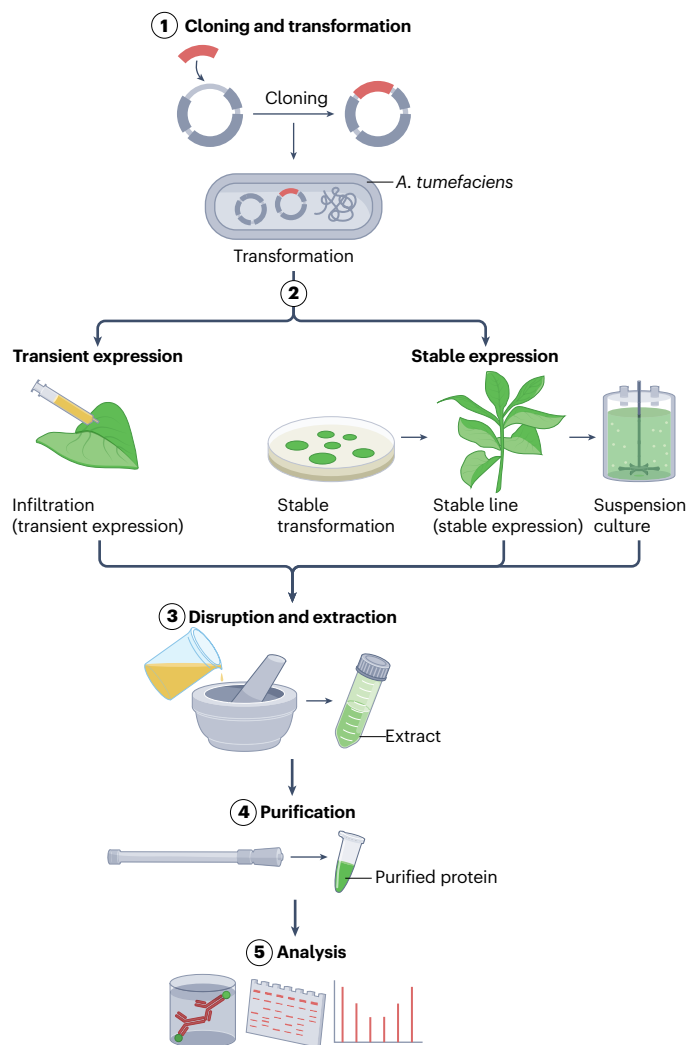 1 Cloning and transformation
Cloning
A. tumefaciens
Transformation
2
Transient expression
Stable expression
Infiltration
(transient expression)
Stable
transformation
Stable line
(stable expression)
Suspension
culture
3 Disruption and extraction
Extract
4 Purification
Purified protein
5 Analysis